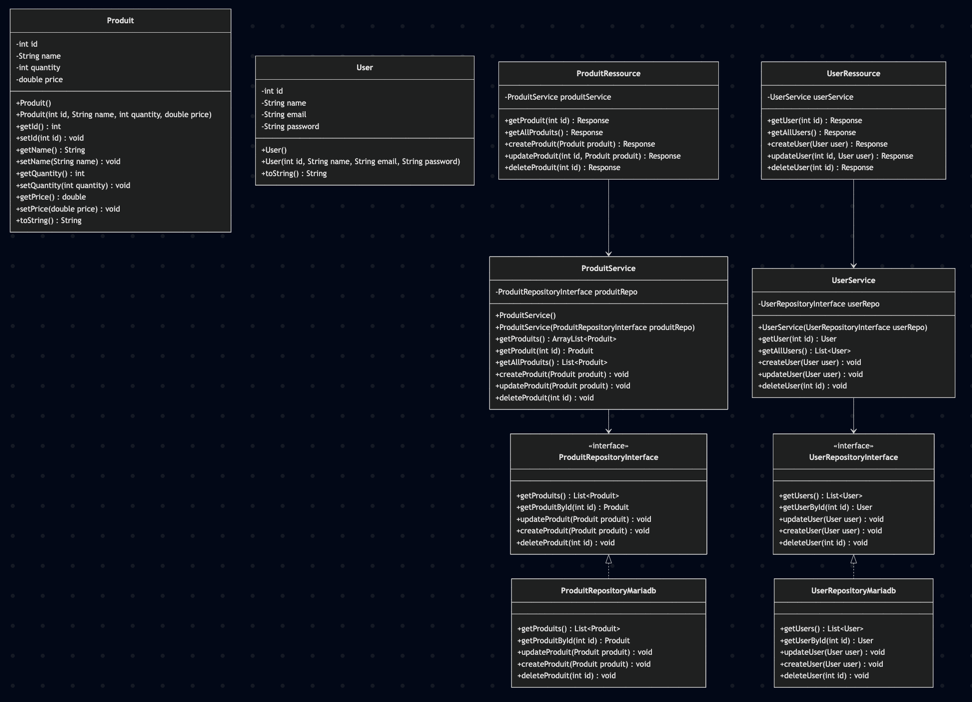 Produit
-int id
-String name
-int quantity
-double price
+Produit()
+Produit(int id, String name, int quantity, double price)
+getId() : int
+setId(int id) : void
+getName() : String
+setName(String name) : void
+getQuantity() : int
+setQuantity(int quantity) : void
+getPrice() : double
+setPrice(double price) : void
+toString() : String
User
-int id
-String name
-String email
-String password
+User()
+User(int id, String name, String email, String password)
+toString() : String
ProduitRessource
-ProduitService produitService
+getProduit(int id) : Response
+getAllProduits() : Response
+createProduit(Produit produit) : Response
+updateProduit(int id, Produit produit) : Response
+deleteProduit(int id) : Response
UserRessource
-UserService userService
+getUser(int id) : Response
+getAllUsers() : Response
+createUser(User user) : Response
+updateUser(int id, User user) : Response
+deleteUser(int id) : Response
ProduitService
-ProduitRepositoryInterface produitRepo
+ProduitService()
+ProduitService(ProduitRepositoryInterface produitRepo)
+getProduits() : ArrayList<Produit>
+getProduit(int id) : Produit
+getAllProduits() : List<Produit>
+createProduit(Produit produit) : void
+updateProduit(Produit produit) : void
+deleteProduit(int id) : void
UserService
-UserRepositoryInterface userRepo
+UserService(UserRepositoryInterface userRepo)
+getUser(int id) : User
+getAllUsers() : List<User>
+createUser(User user) : void
+updateUser(User user) : void
+deleteUser(int id) : void
«interface»
ProduitRepositoryInterface
+getProduits() : List<Produit>
+getProduitById(int id) : Produit
+updateProduit(Produit produit) : void
+createProduit(Produit produit) : void
+deleteProduit(int id) : void
«interface»
UserRepositoryInterface
+getUsers() : List<User>
+getUserById(int id) : User
+updateUser(User user) : void
+createUser(User user) : void
+deleteUser(int id) : void
ProduitRepositoryMariadb
+getProduits() : List<Produit>
+getProduitById(int id) : Produit
+updateProduit(Produit produit) : void
+createProduit(Produit produit) : void
+deleteProduit(int id) : void
UserRepositoryMariadb
+getUsers() : List<User>
+getUserById(int id) : User
+updateUser(User user) : void
+createUser(User user) : void
+deleteUser(int id) : void